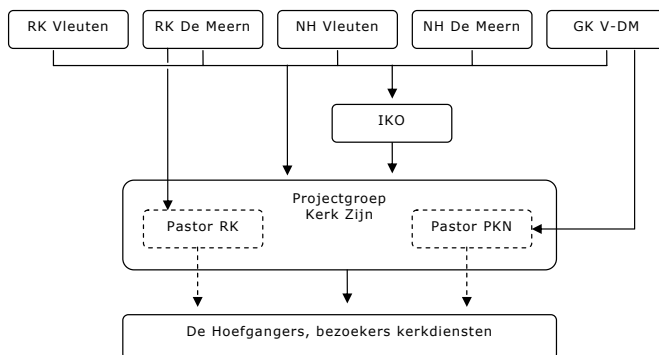 RK Vleuten
RK De Meern
NH Vleuten
NH De Meern
GK V-DM
IKO
Projectgroep
Kerk Zijn
Pastor RK
Pastor PKN
De Hoefgangers, bezoekers kerkdiensten